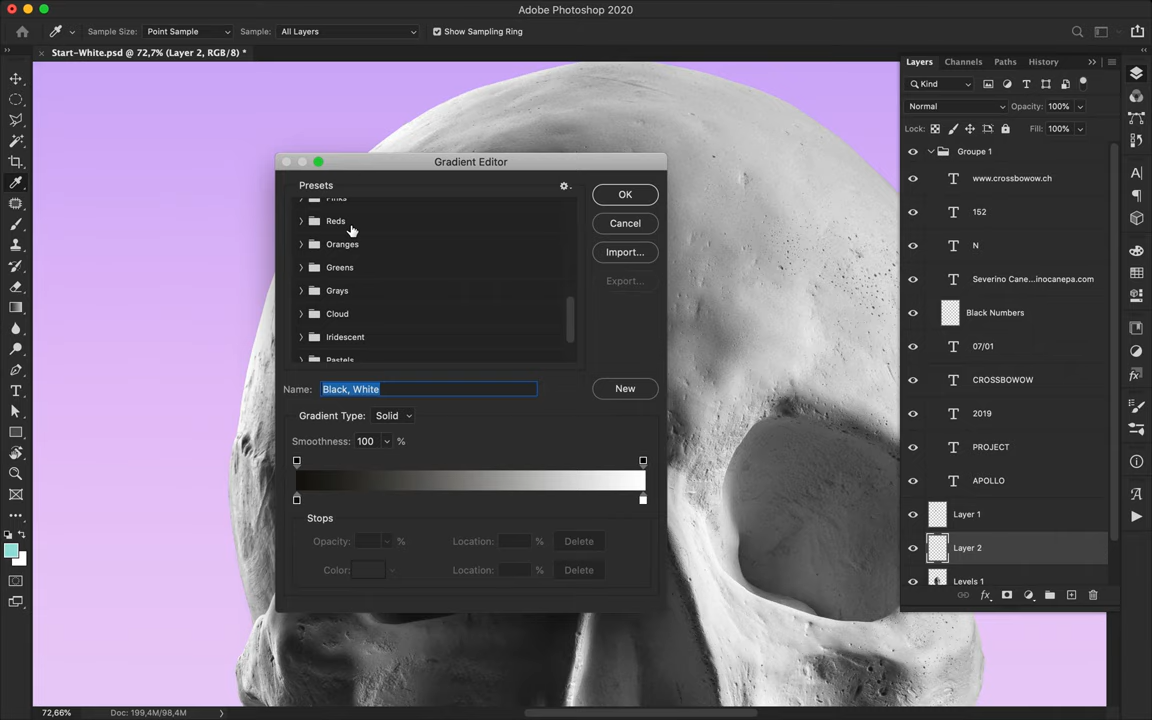 Adobe Photoshop 2020
Sample Size: Point Sample Sample: All Layers Show Sampling Ring
Start-White.psd @ 72,7% (Layer 2, RGB/8) *
Layers Channels Paths History
Kind
Normal Opacity: 100%
Lock: Fill: 100%
Groupe 1
www.crossbowow.ch
152
N
Severino Cane...inocanepa.com
Black Numbers
07/01
CROSSBOWOW
2019
PROJECT
APOLLO
Layer 1
Layer 2
Levels 1
Gradient Editor
Presets
Pinks
Reds
Oranges
Greens
Grays
Cloud
Iridescent
Pastels
OK
Cancel
Import...
Export...
Name: Black, White
New
Gradient Type: Solid
Smoothness: 100 %
Stops
Opacity: % Location: % Delete
Color: Location: % Delete
72,66% Doc: 199,4M/98,4M